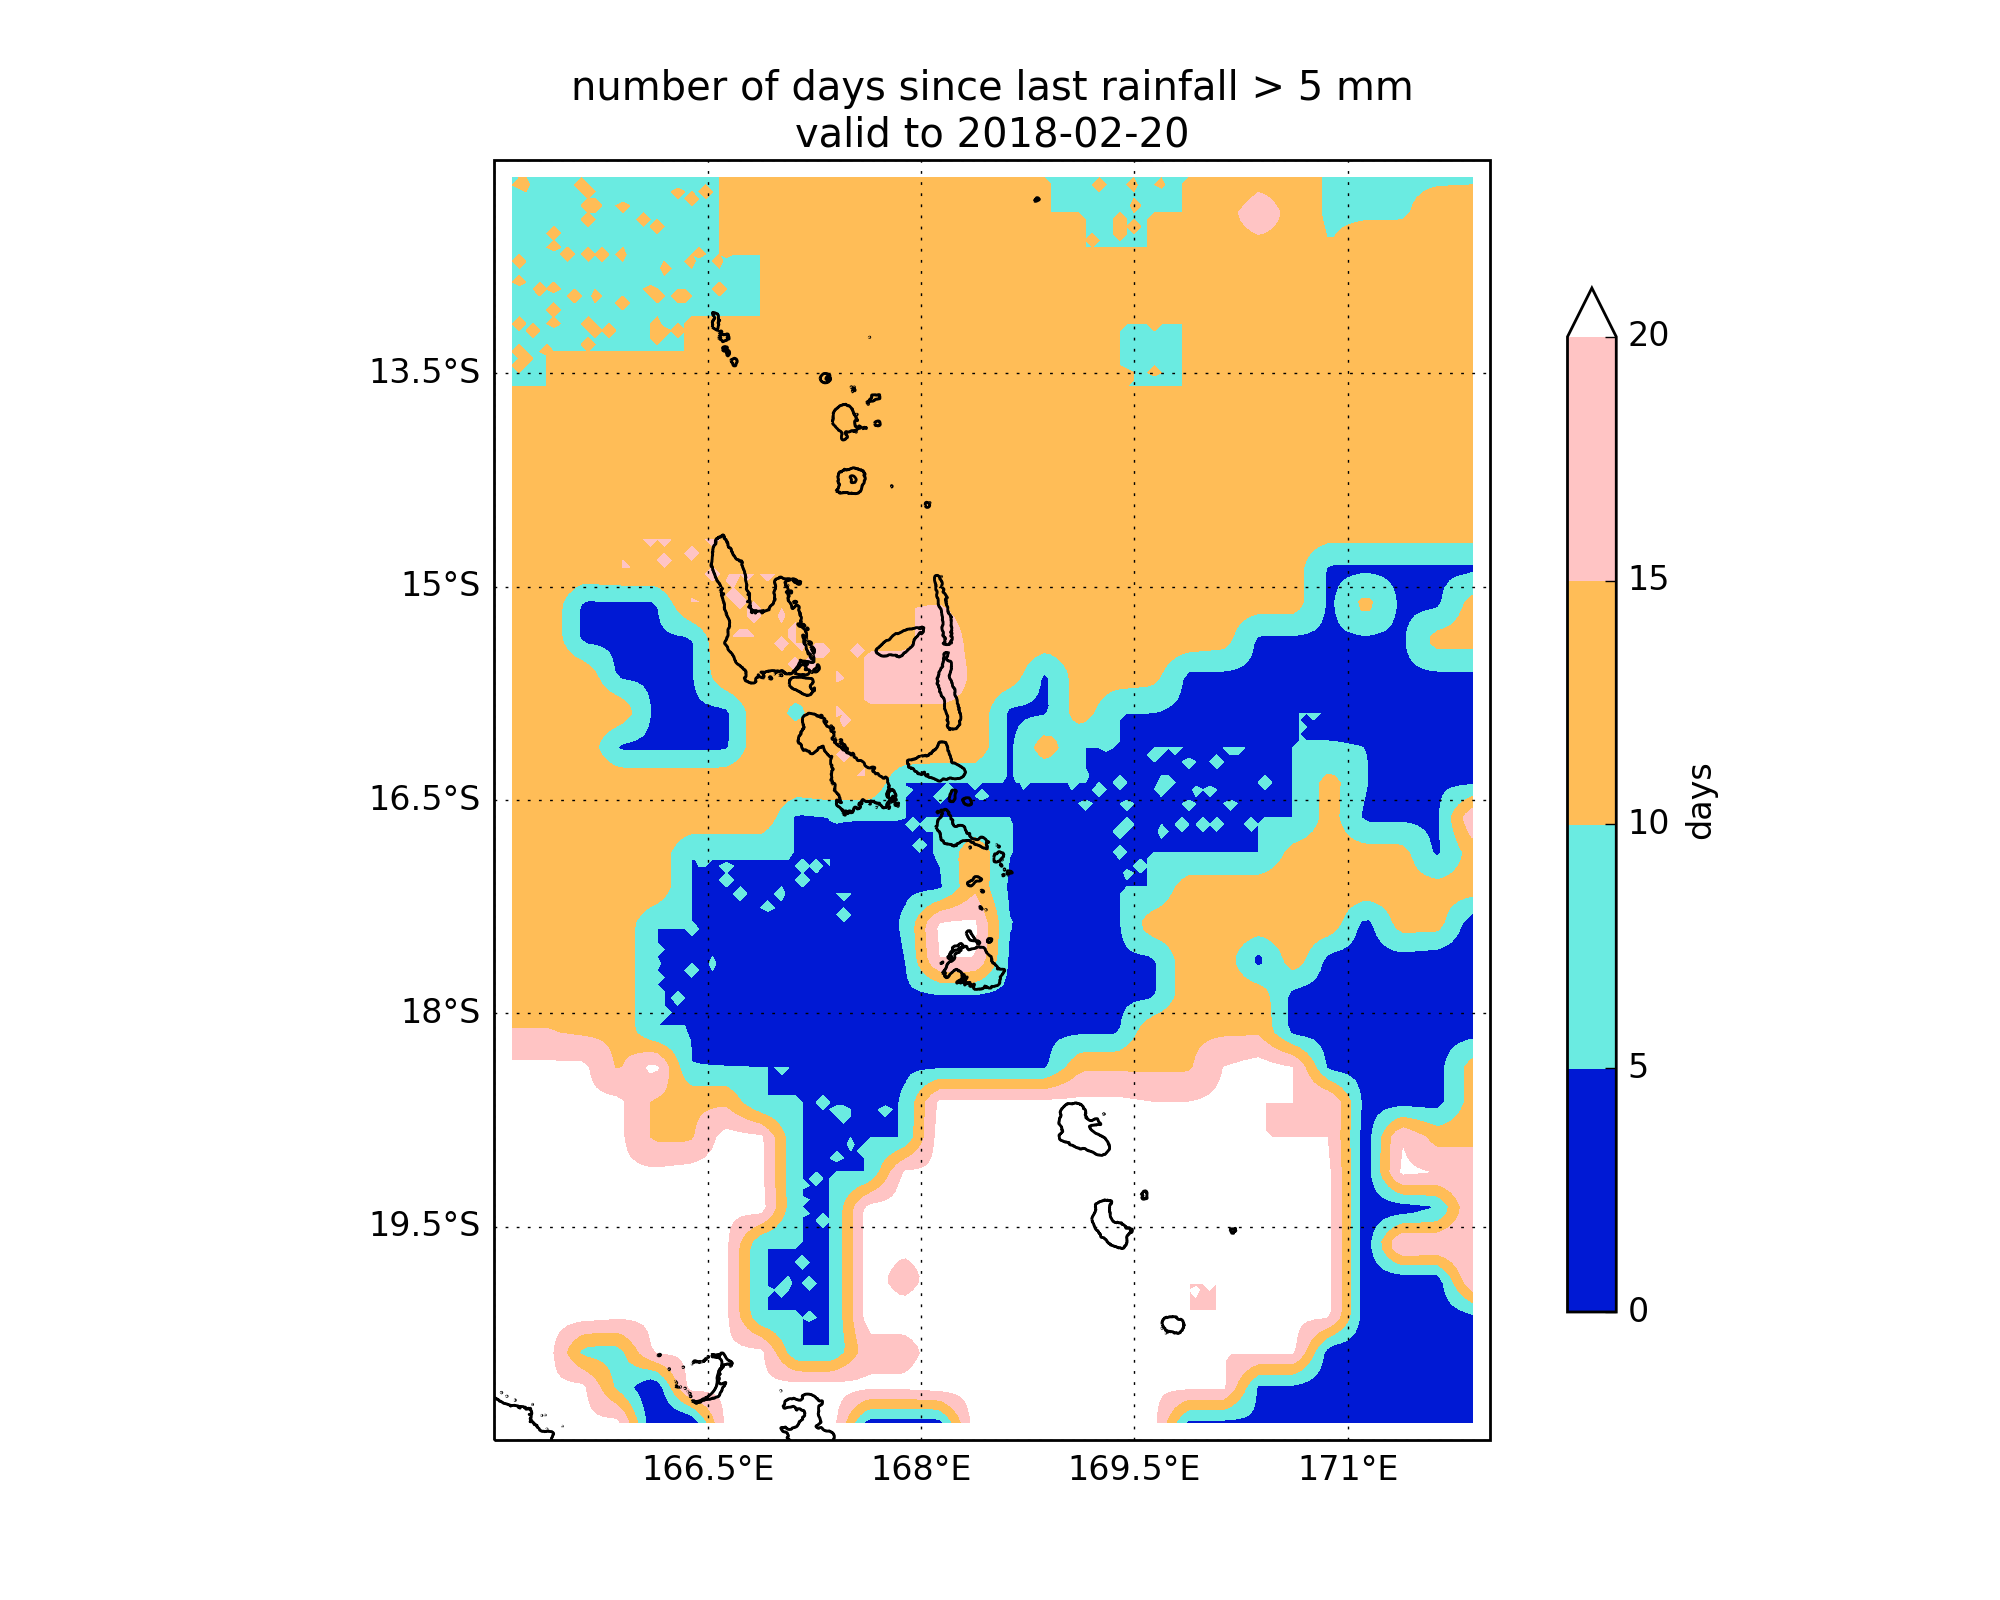 number of days since last rainfall > 5 mm
valid to 2018-02-20
13.5°S
15°S
16.5°S
18°S
19.5°S
166.5°E
168°E
169.5°E
171°E
20
15
10
5
0
days